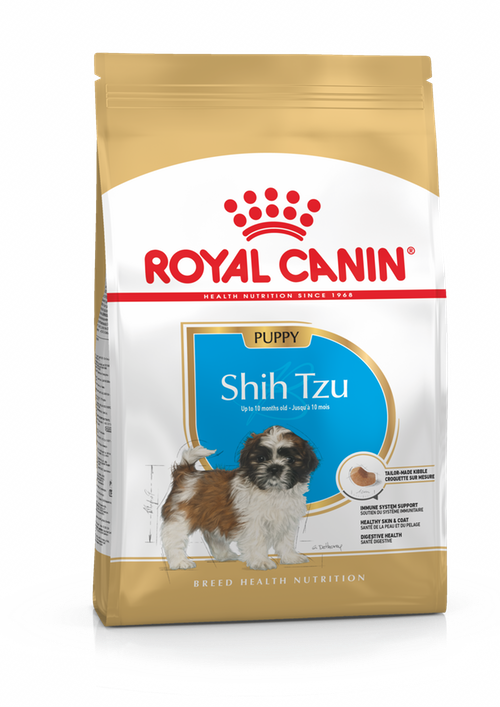 ROYAL CANIN®
HEALTH NUTRITION SINCE 1968
PUPPY
Shih Tzu
Up to 10 months old - Jusqu'à 10 mois
TAILOR-MADE KIBBLE
CROQUETTE SUR MESURE
IMMUNE SYSTEM SUPPORT
SOUTIEN DU SYSTÈME IMMUNITAIRE
HEALTHY SKIN & COAT
SANTÉ DE LA PEAU ET DU PELAGE
DIGESTIVE HEALTH
SANTÉ DIGESTIVE
BREED HEALTH NUTRITION